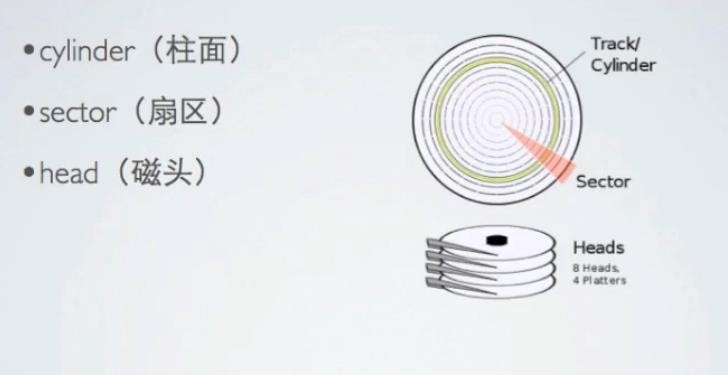 •cylinder（柱面）
•sector（扇区）
•head（磁头）
Track/
Cylinder
Sector
Heads
8 Heads,
4 Platters